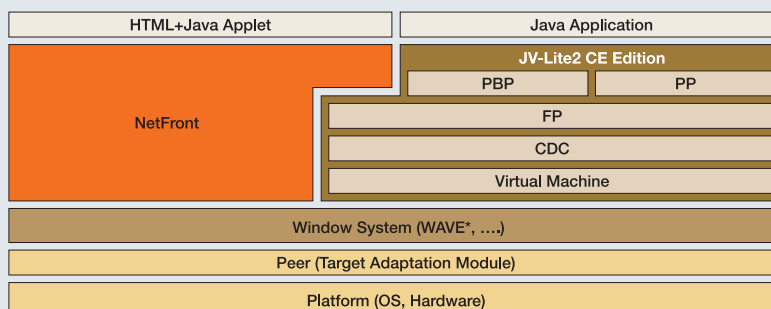 HTML+Java Applet
Java Application
JV-Lite2 CE Edition
PBP
PP
NetFront
FP
CDC
Virtual Machine
Window System (WAVE*, ....)
Peer (Target Adaptation Module)
Platform (OS, Hardware)